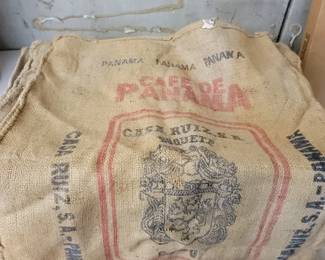 PANAMA PANAMA PANAMA
CAFE DE
PANAMA
CASA RUIZ, S.A.
BOQUETE
CASA RUIZ, S.A.-
S.A.-